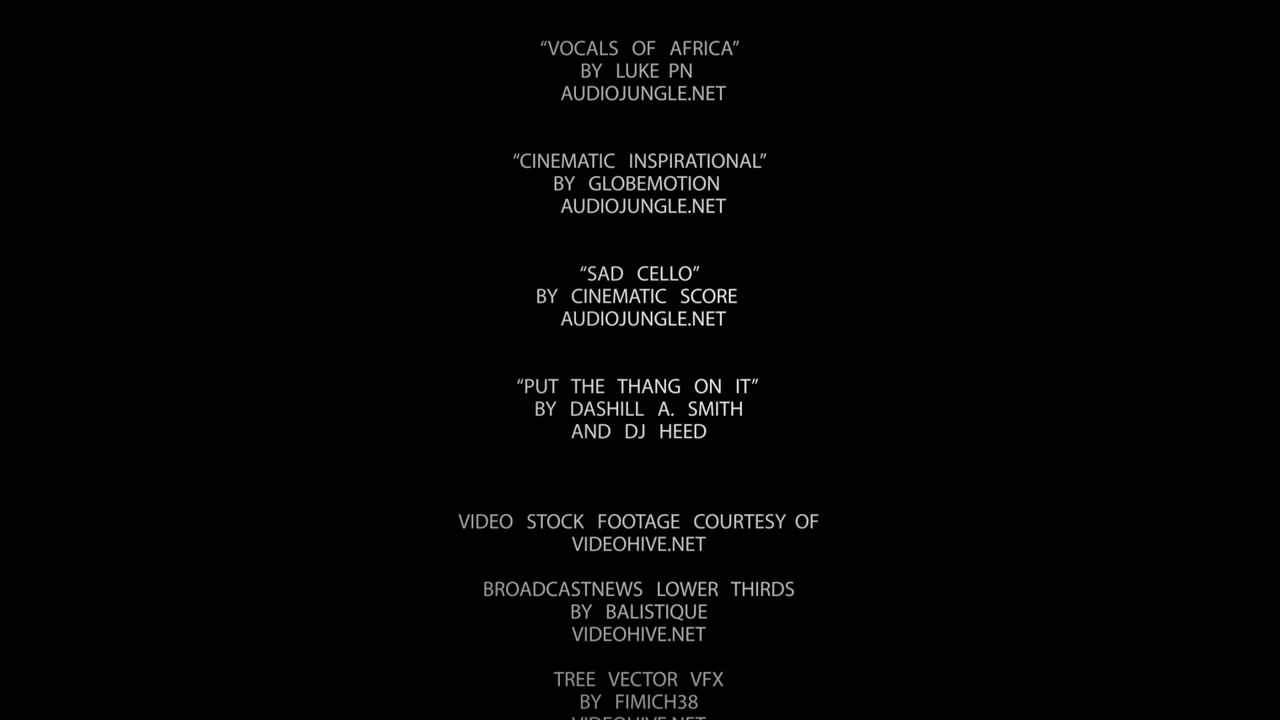 “VOCALS OF AFRICA”
BY LUKE PN
AUDIOJUNGLE.NET
“CINEMATIC INSPIRATIONAL”
BY GLOBEMOTION
AUDIOJUNGLE.NET
“SAD CELLO”
BY CINEMATIC SCORE
AUDIOJUNGLE.NET
“PUT THE THANG ON IT”
BY DASHILL A. SMITH
AND DJ HEED
VIDEO STOCK FOOTAGE COURTESY OF
VIDEOHIVE.NET
BROADCASTNEWS LOWER THIRDS
BY BALISTIQUE
VIDEOHIVE.NET
TREE VECTOR VFX
BY FIMICH38
VIDEOHIVE.NET